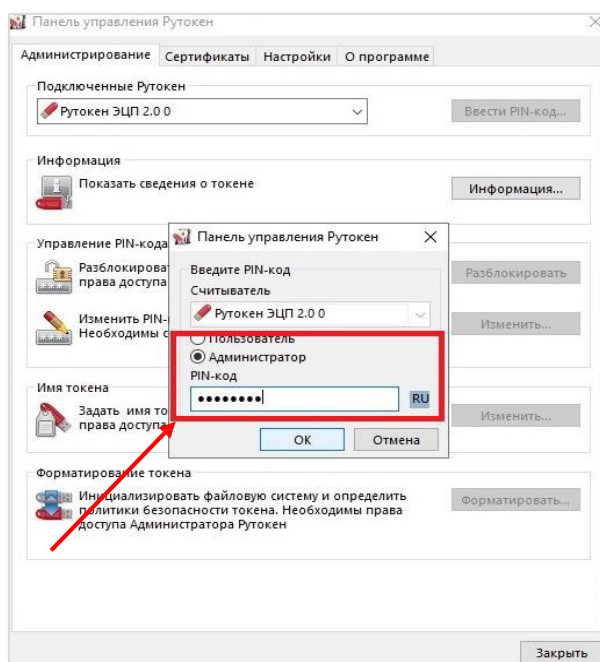 Панель управления Рутокен
Администрирование Сертификаты Настройки О программе
Подключенные Рутокен
Рутокен ЭЦП 2.0 0
Ввести PIN-код...
Информация
Показать сведения о токене
Информация...
Управление PIN-кода
Разблокирова
права доступа
Разблокировать
Изменить PIN-
Необходимы с
Изменить...
Панель управления Рутокен
Введите PIN-код
Считыватель
Рутокен ЭЦП 2.0 0
Пользователь
Администратор
PIN-код
RU
ОК Отмена
Имя токена
Задать имя то
права доступа
Изменить...
Форматирование токена
Инициализировать файловую систему и определить
политики безопасности токена. Необходимы права
доступа Администратора Рутокен
Форматировать...
Закрыть